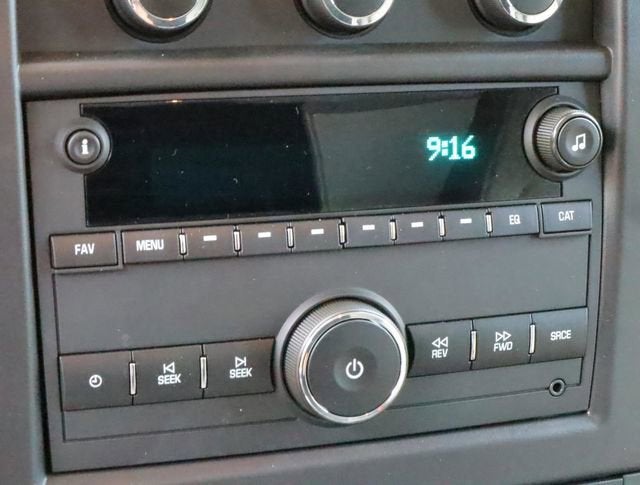 i
9:16
FAV
MENU
EQ
CAT
SEEK
SEEK
REV
FWD
SRCE